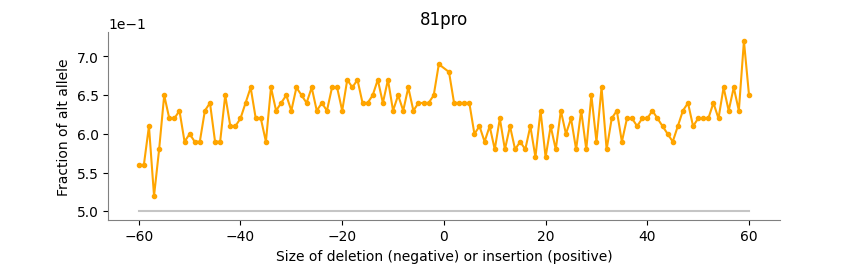 81pro
1e−1
7.0
6.5
6.0
5.5
5.0
Fraction of alt allele
−60 −40 −20 0 20 40 60
Size of deletion (negative) or insertion (positive)